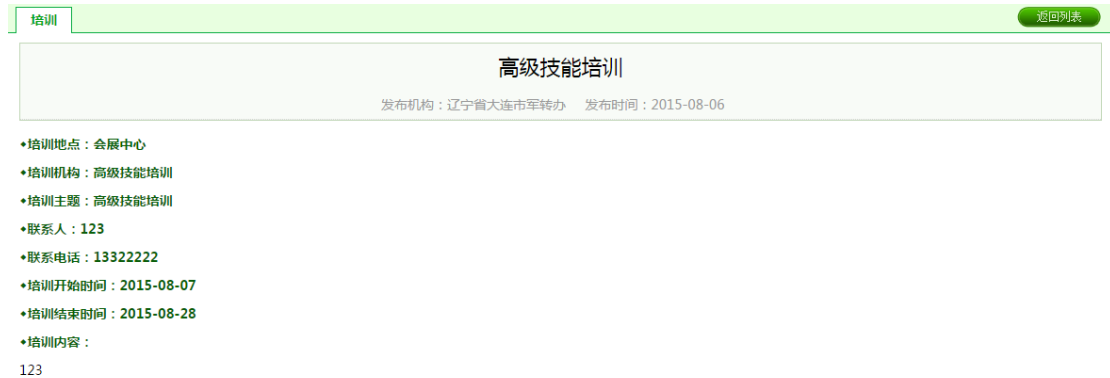 培训
返回列表
高级技能培训
发布机构：辽宁省大连市军转办 发布时间：2015-08-06
◆培训地点：会展中心
◆培训机构：高级技能培训
◆培训主题：高级技能培训
◆联系人：123
◆联系电话：13322222
◆培训开始时间：2015-08-07
◆培训结束时间：2015-08-28
◆培训内容：
123